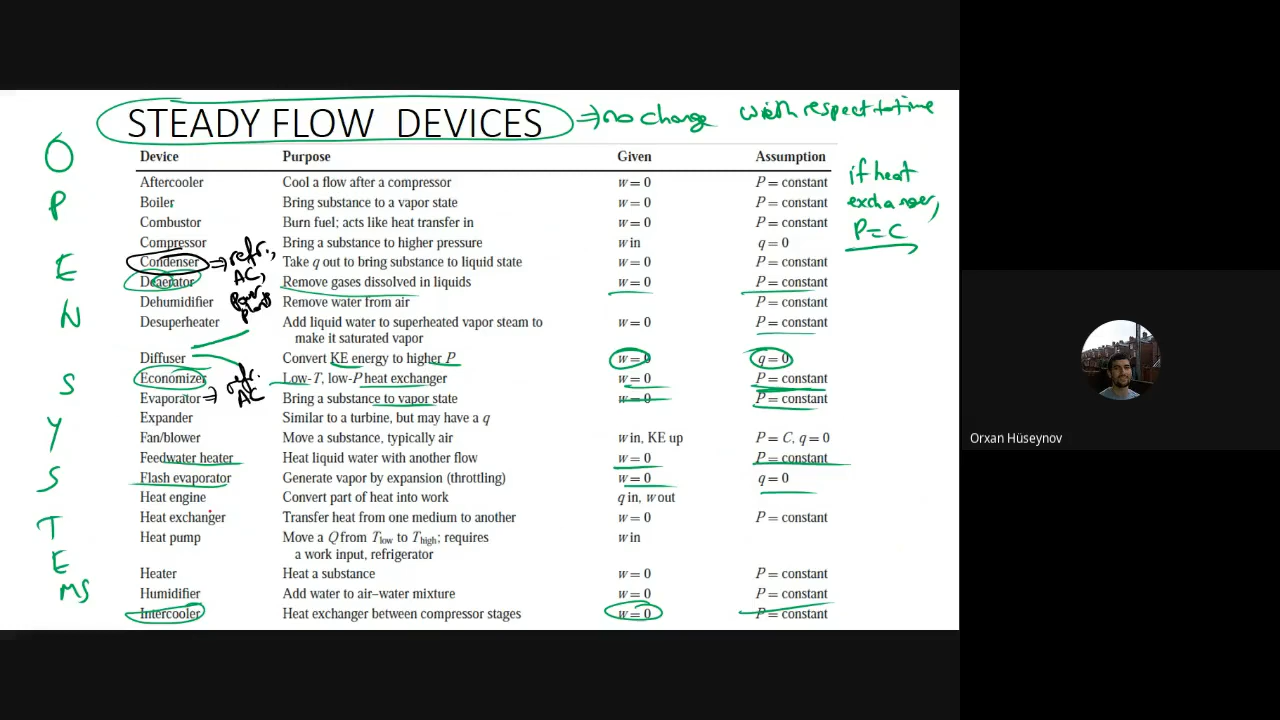 STEADY FLOW DEVICES ⇒ no change with respect to time
OPEN SYSTEMS
Device Purpose Given Assumption
Aftercooler Cool a flow after a compressor w = 0 P = constant
Boiler Bring substance to a vapor state w = 0 P = constant
Combustor Burn fuel; acts like heat transfer in w = 0 P = constant
Compressor Bring a substance to higher pressure w in q = 0
Condenser Take q out to bring substance to liquid state w = 0 P = constant
Deaerator Remove gases dissolved in liquids w = 0 P = constant
Dehumidifier Remove water from air P = constant
Desuperheater Add liquid water to superheated vapor steam to w = 0 P = constant
make it saturated vapor
Diffuser Convert KE energy to higher P w = 0 q = 0
Economizer Low-T, low-P heat exchanger w = 0 P = constant
Evaporator Bring a substance to vapor state w = 0 P = constant
Expander Similar to a turbine, but may have a q
Fan/blower Move a substance, typically air w in, KE up P = C, q = 0
Feedwater heater Heat liquid water with another flow w = 0 P = constant
Flash evaporator Generate vapor by expansion (throttling) w = 0 q = 0
Heat engine Convert part of heat into work q in, w out
Heat exchanger Transfer heat from one medium to another w = 0 P = constant
Heat pump Move a Q from Tlow to Thigh; requires w in
a work input, refrigerator
Heater Heat a substance w = 0 P = constant
Humidifier Add water to air–water mixture w = 0 P = constant
Intercooler Heat exchanger between compressor stages w = 0 P = constant
⇒ refr.,
AC,
power
plants
⇒ refr.
AC
if heat
exchanger,
P = C
Orxan Hüseynov